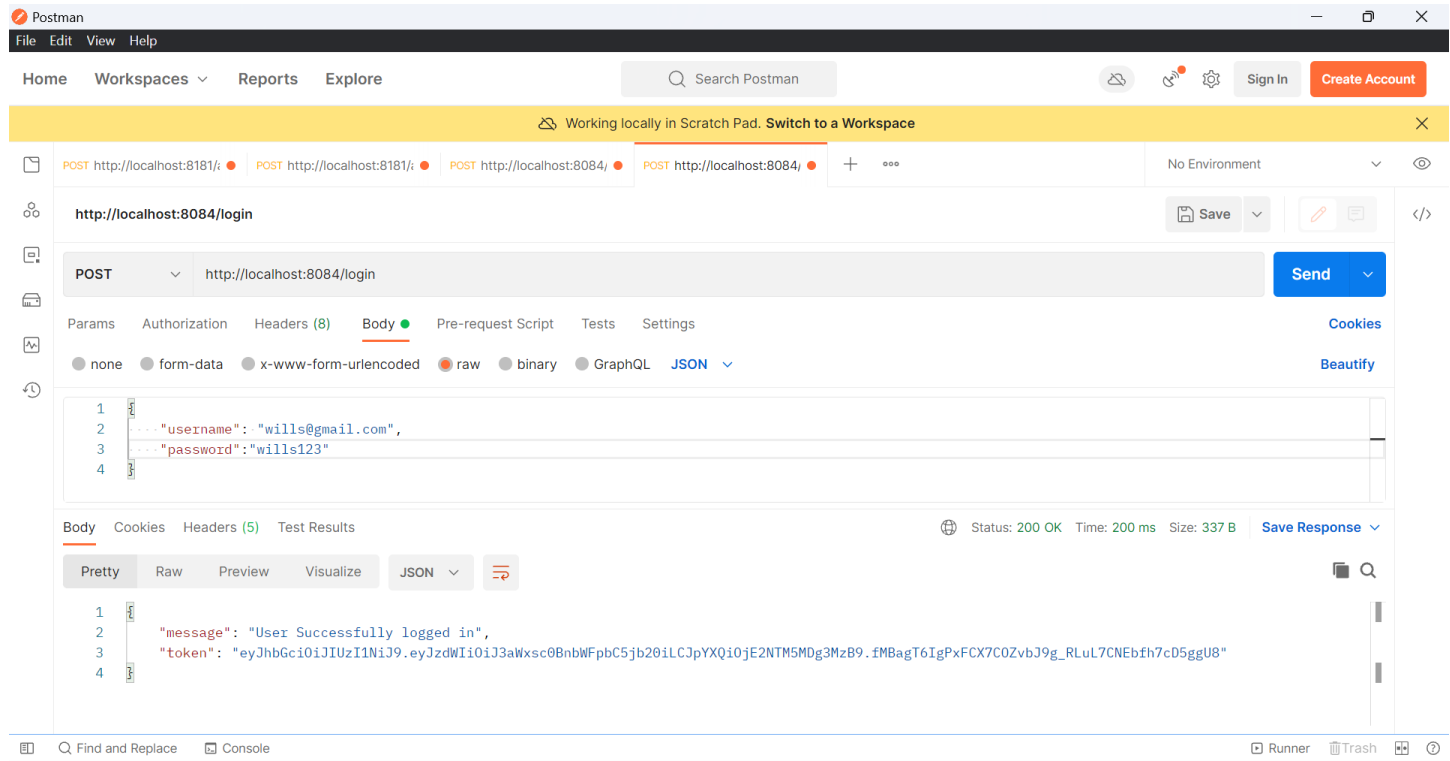 Postman
File Edit View Help
Home Workspaces Reports Explore Search Postman Sign In Create Account
Working locally in Scratch Pad. Switch to a Workspace
POST http://localhost:8181/a POST http://localhost:8181/a POST http://localhost:8084/ POST http://localhost:8084/ No Environment
http://localhost:8084/login Save
POST http://localhost:8084/login Send
Params Authorization Headers (8) Body Pre-request Script Tests Settings Cookies
none form-data x-www-form-urlencoded raw binary GraphQL JSON Beautify
1 {
2 "username": "wills@gmail.com",
3 "password":"wills123"
4 }
Body Cookies Headers (5) Test Results Status: 200 OK Time: 200 ms Size: 337 B Save Response
Pretty Raw Preview Visualize JSON
1 {
2 "message": "User Successfully logged in",
3 "token": "eyJhbGciOiJIUzI1NiJ9.eyJzdWIiOiJ3aWxsc0BnbWFpbC5jb20iLCJpYXQiOjE2NTM5MDg3MzB9.fMBagT6IgPxFCX7COZvbJ9g_RLuL7CNEbfh7cD5ggU8"
4 }
Find and Replace Console Runner Trash